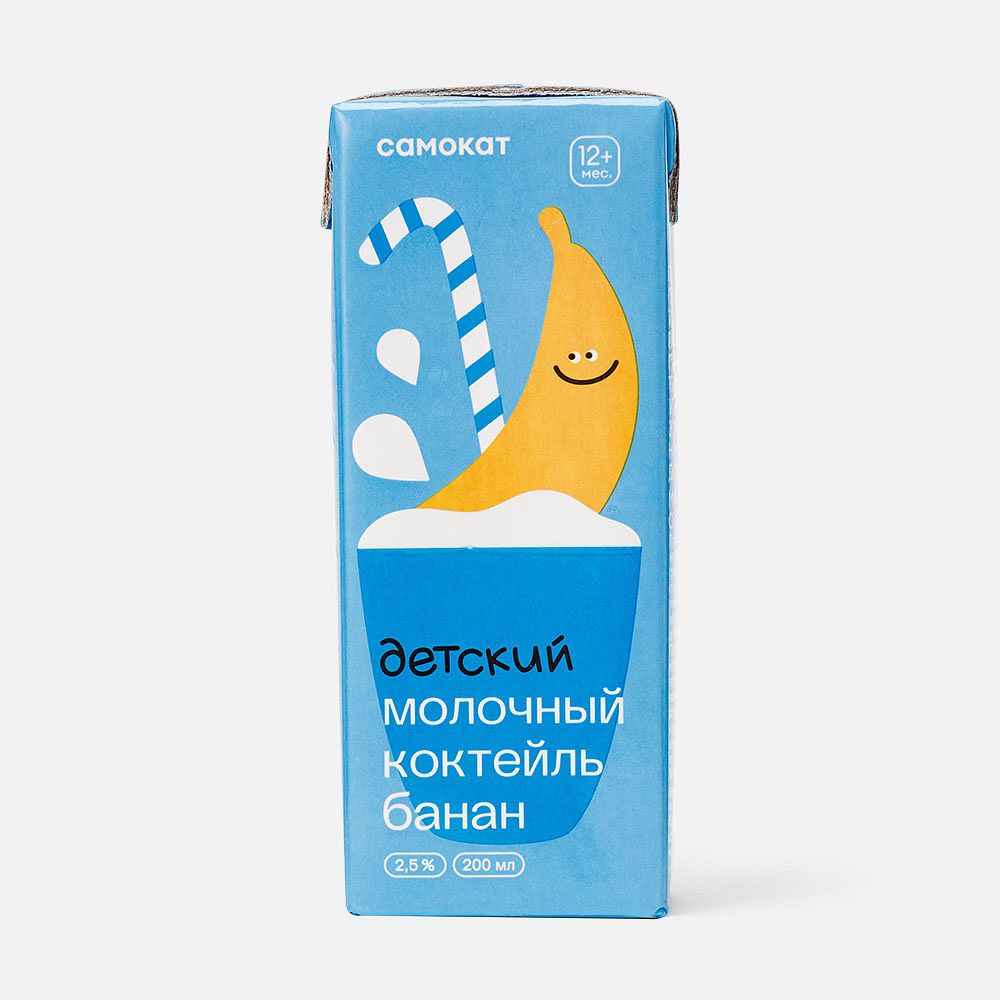 самокат
12+
мес.
детский
молочный
коктейль
банан
2,5 % 200 мл